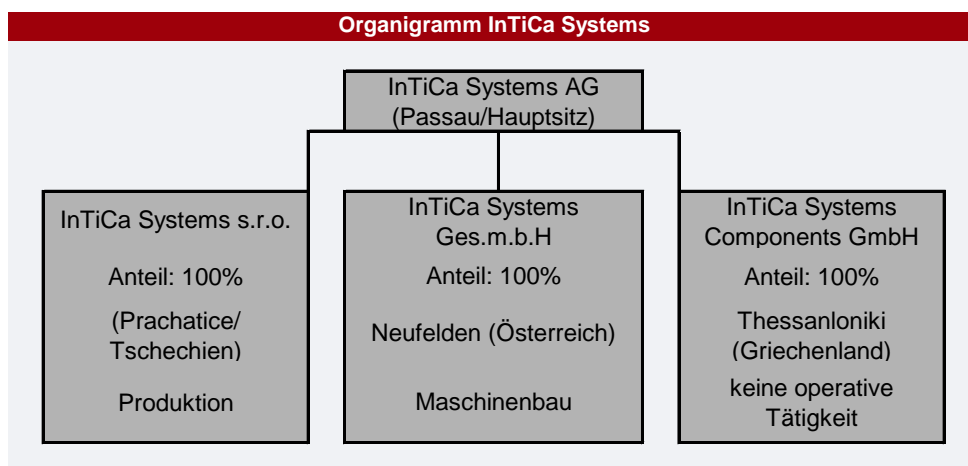 Organigramm InTiCa Systems
InTiCa Systems AG
(Passau/Hauptsitz)
InTiCa Systems s.r.o.
Anteil: 100%
(Prachatice/
Tschechien)
Produktion
InTiCa Systems
Ges.m.b.H
Anteil: 100%
Neufelden (Österreich)
Maschinenbau
InTiCa Systems
Components GmbH
Anteil: 100%
Thessanloniki
(Griechenland)
keine operative
Tätigkeit